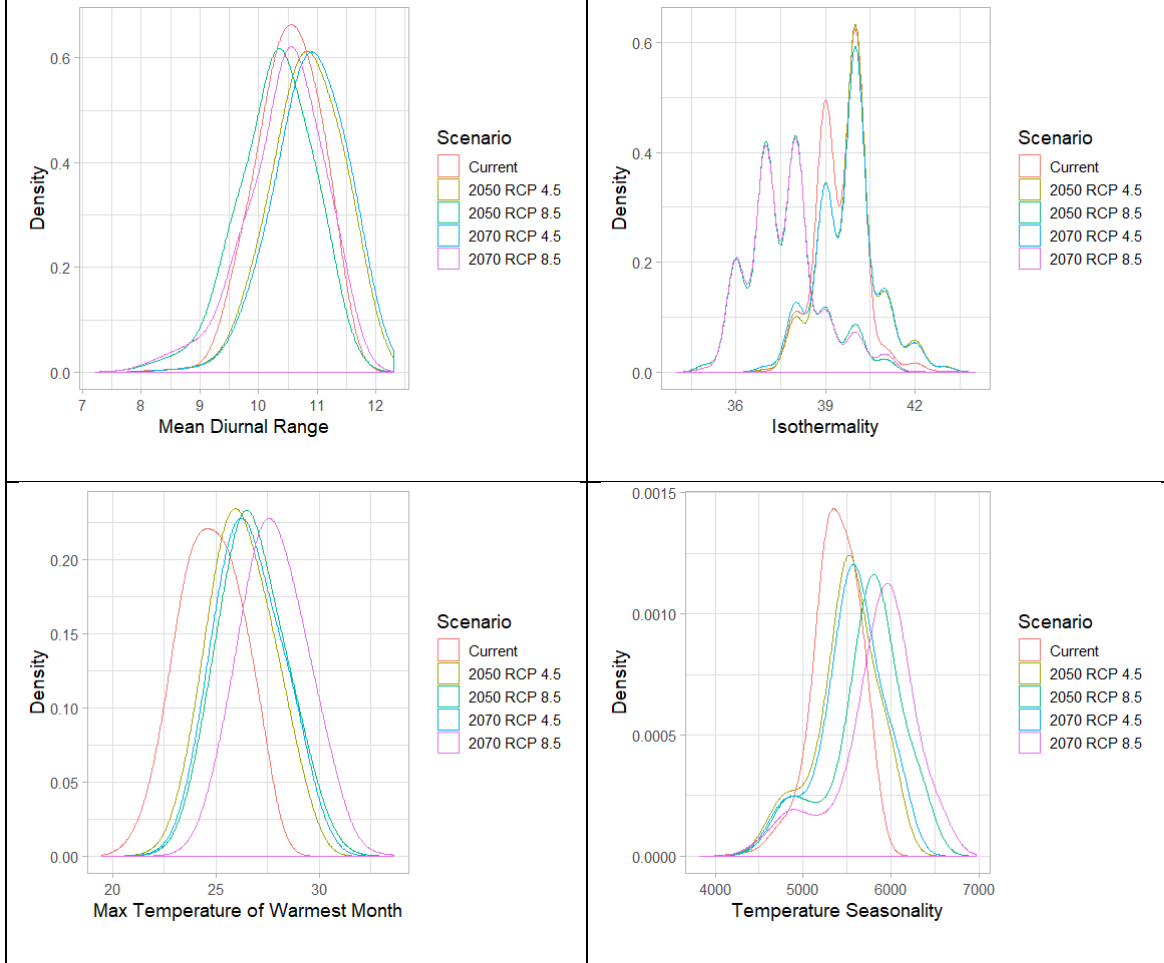 Density
0.6
0.4
0.2
0.0
7 8 9 10 11 12
Mean Diurnal Range
Scenario
Current
2050 RCP 4.5
2050 RCP 8.5
2070 RCP 4.5
2070 RCP 8.5
Density
0.6
0.4
0.2
0.0
36 39 42
Isothermality
Scenario
Current
2050 RCP 4.5
2050 RCP 8.5
2070 RCP 4.5
2070 RCP 8.5
Density
0.20
0.15
0.10
0.05
0.00
20 25 30
Max Temperature of Warmest Month
Scenario
Current
2050 RCP 4.5
2050 RCP 8.5
2070 RCP 4.5
2070 RCP 8.5
Density
0.0015
0.0010
0.0005
0.0000
4000 5000 6000 7000
Temperature Seasonality
Scenario
Current
2050 RCP 4.5
2050 RCP 8.5
2070 RCP 4.5
2070 RCP 8.5